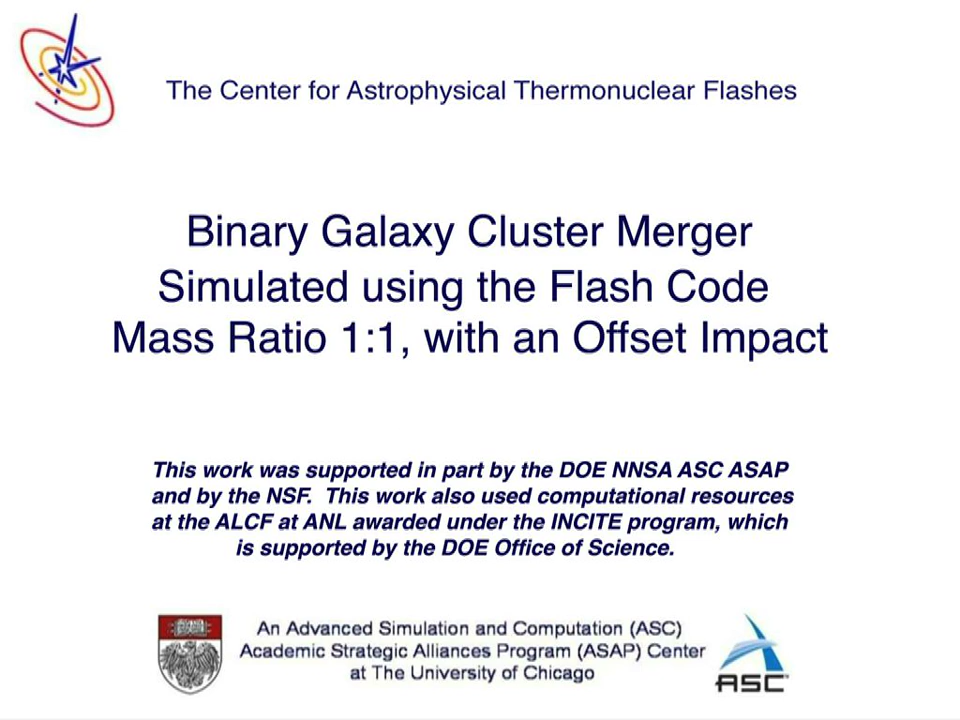 The Center for Astrophysical Thermonuclear Flashes
Binary Galaxy Cluster Merger
Simulated using the Flash Code
Mass Ratio 1:1, with an Offset Impact
This work was supported in part by the DOE NNSA ASC ASAP
and by the NSF. This work also used computational resources
at the ALCF at ANL awarded under the INCITE program, which
is supported by the DOE Office of Science.
An Advanced Simulation and Computation (ASC)
Academic Strategic Alliances Program (ASAP) Center
at The University of Chicago
ASC